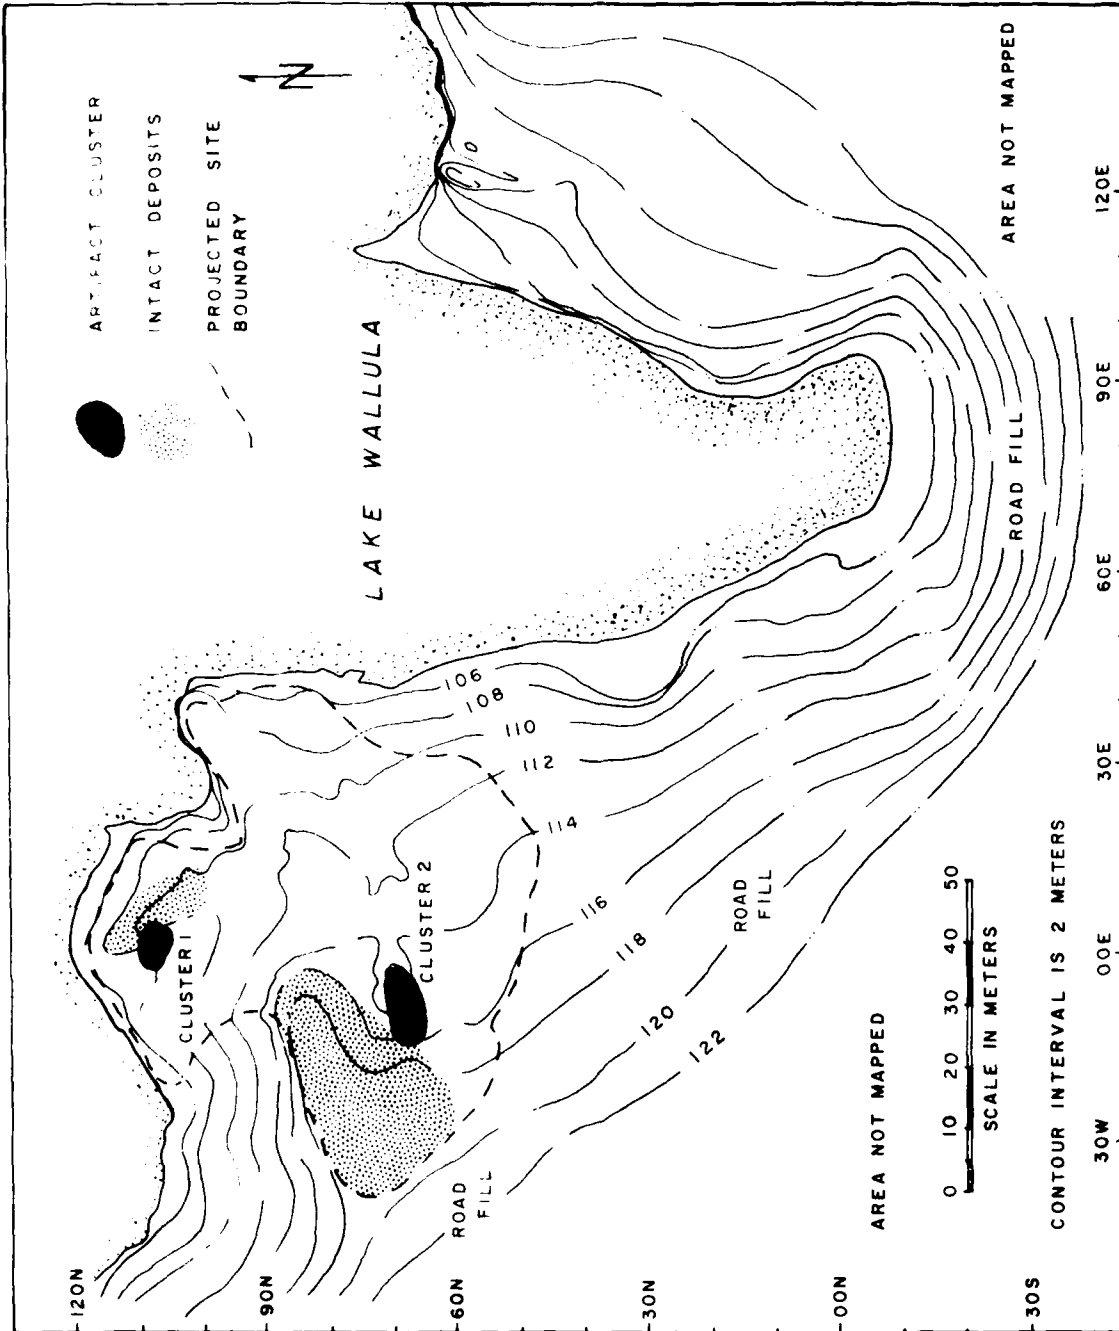 ARTIFACT CLUSTER
INTACT DEPOSITS
PROJECTED SITE
BOUNDARY
N
LAKE WALLULA
AREA NOT MAPPED
106
108
110
112
114
116
118
120
122
CLUSTER 1
CLUSTER 2
ROAD
FILL
ROAD
FILL
ROAD FILL
AREA NOT MAPPED
0 10 20 30 40 50
SCALE IN METERS
CONTOUR INTERVAL IS 2 METERS
120N
90N
60N
30N
00N
30S
30W
00E
30E
60E
90E
120E